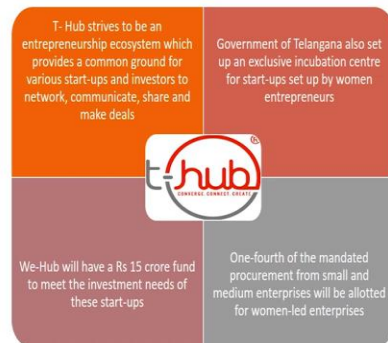 T- Hub strives to be an
entrepreneurship ecosystem which
provides a common ground for
various start-ups and investors to
network, communicate, share and
make deals
Government of Telangana also set
up an exclusive incubation centre
for start-ups set up by women
entrepreneurs
t-hub®
CONVERGE CONNECT CREATE
We-Hub will have a Rs 15 crore fund
to meet the investment needs of
these start-ups
One-fourth of the mandated
procurement from small and
medium enterprises will be allotted
for women-led enterprises